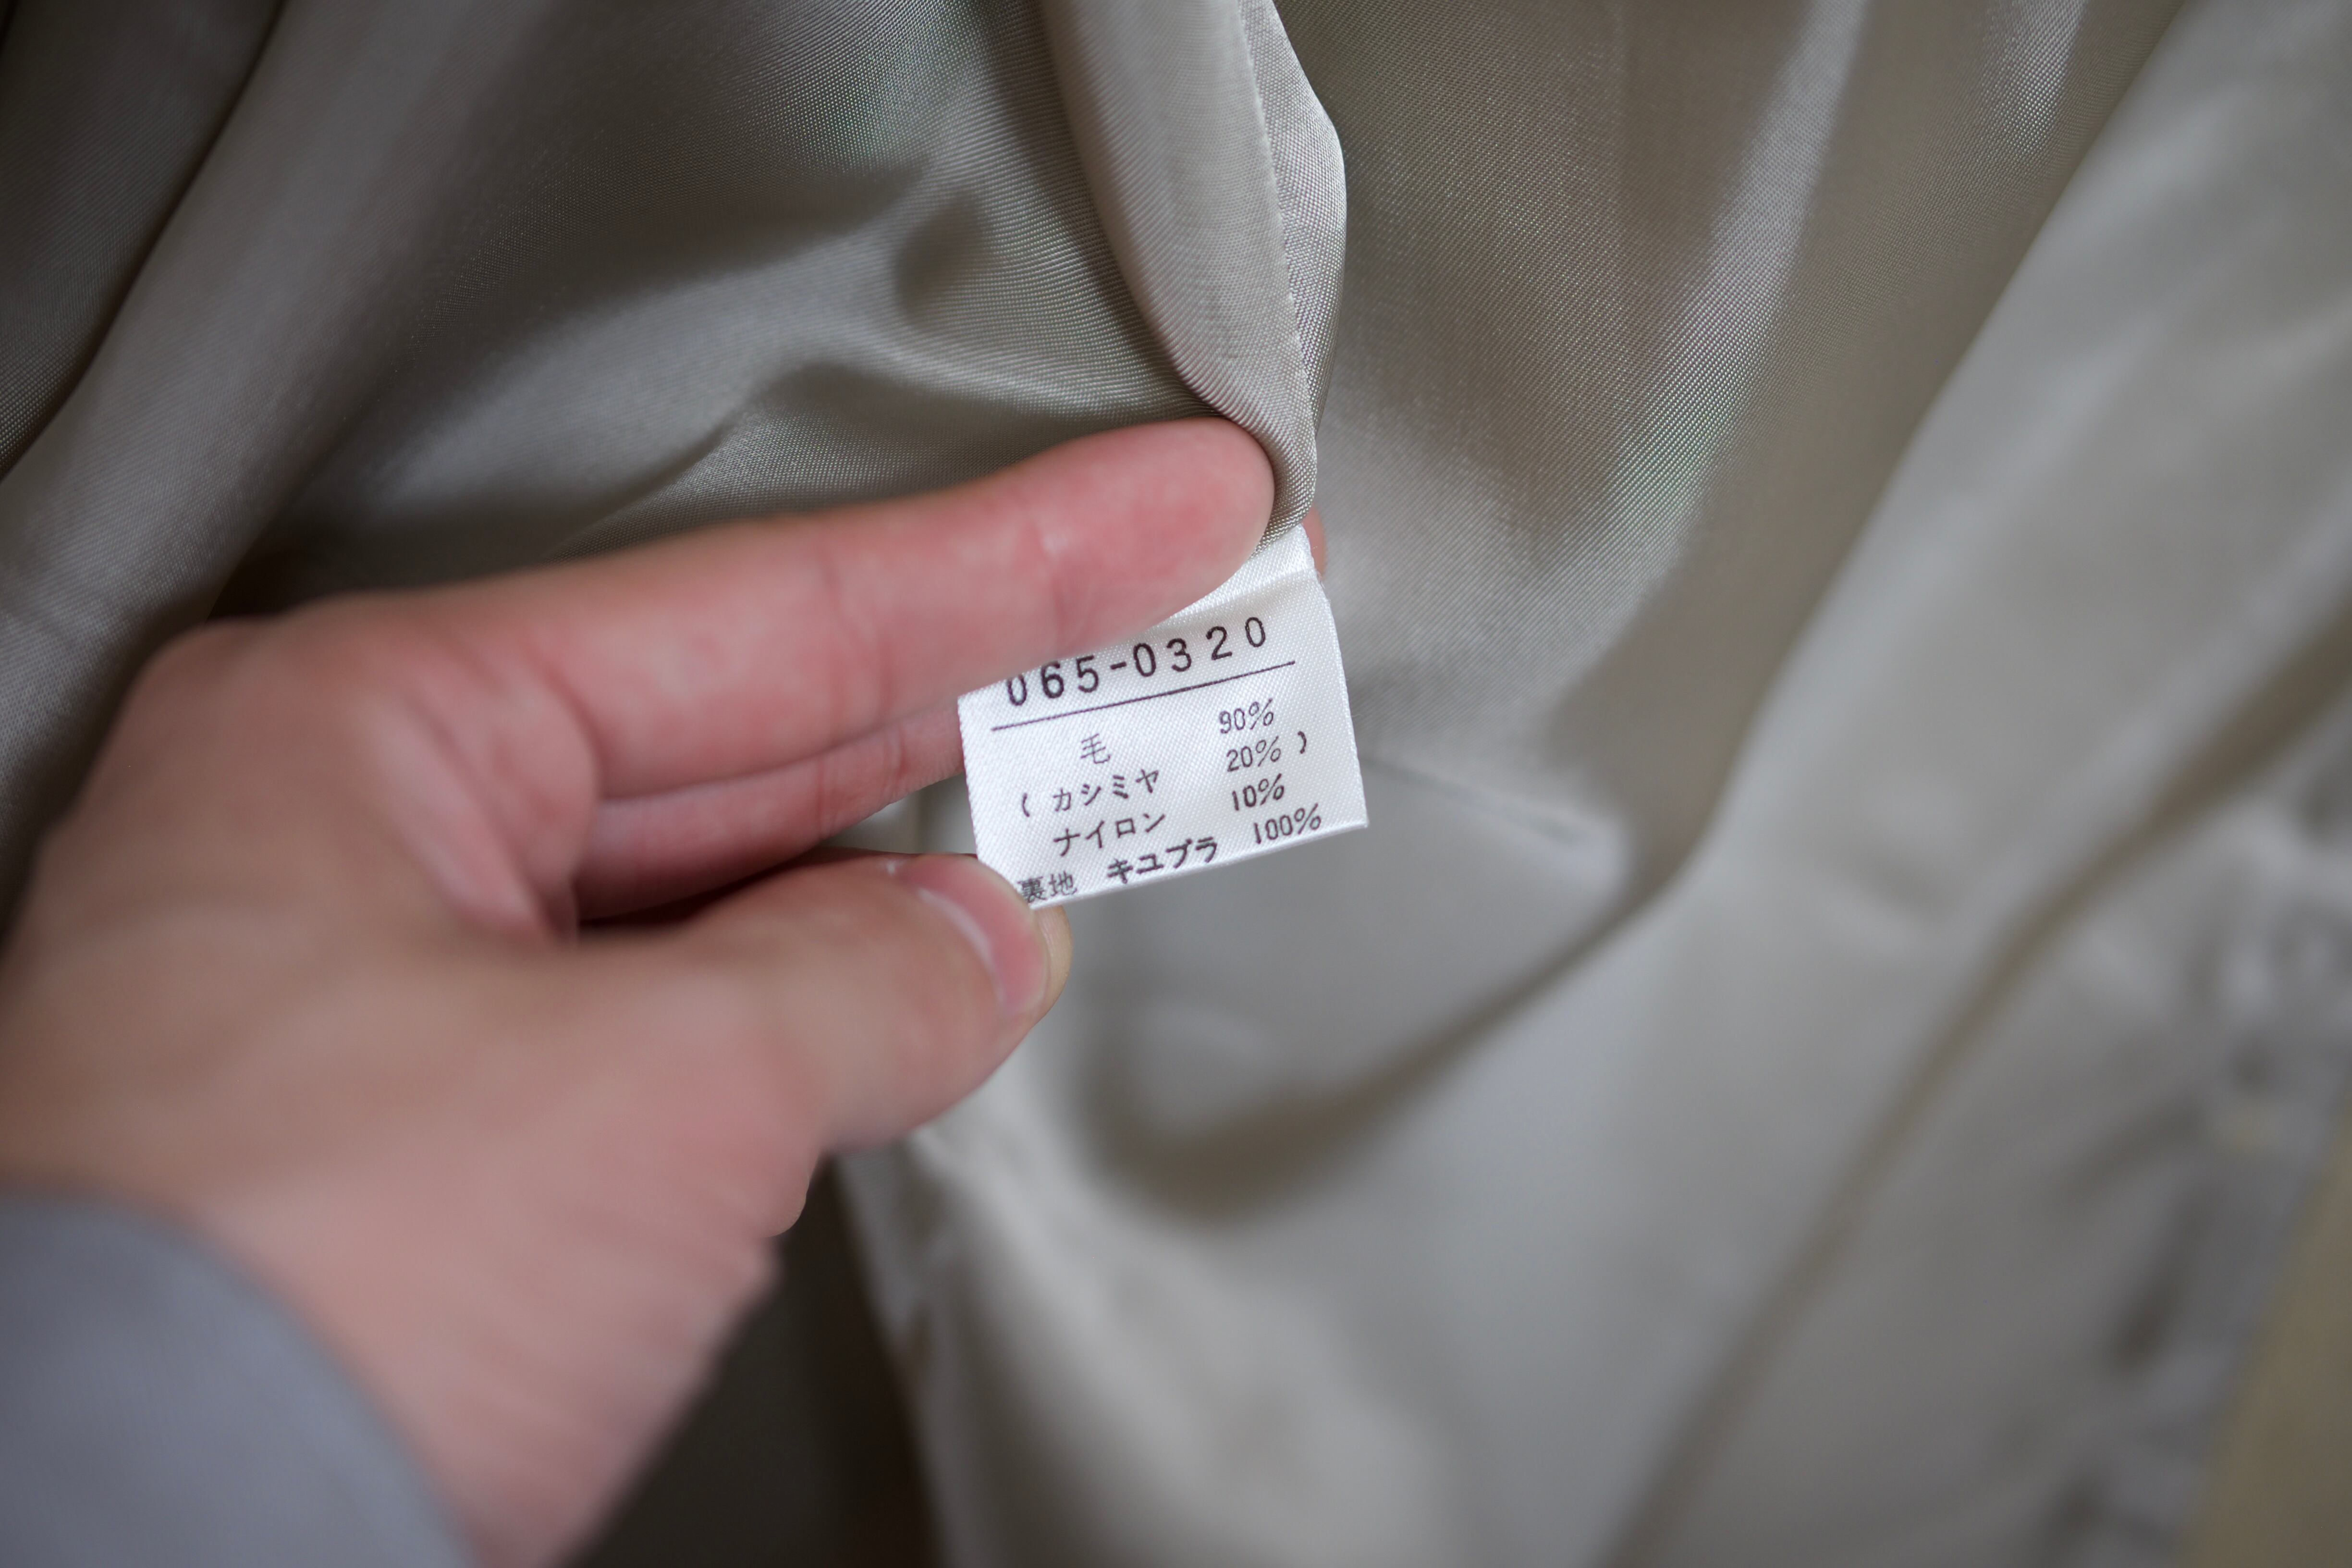 065-0320
毛 90%
(カシミヤ 20%)
ナイロン 10%
裏地 キユプラ 100%